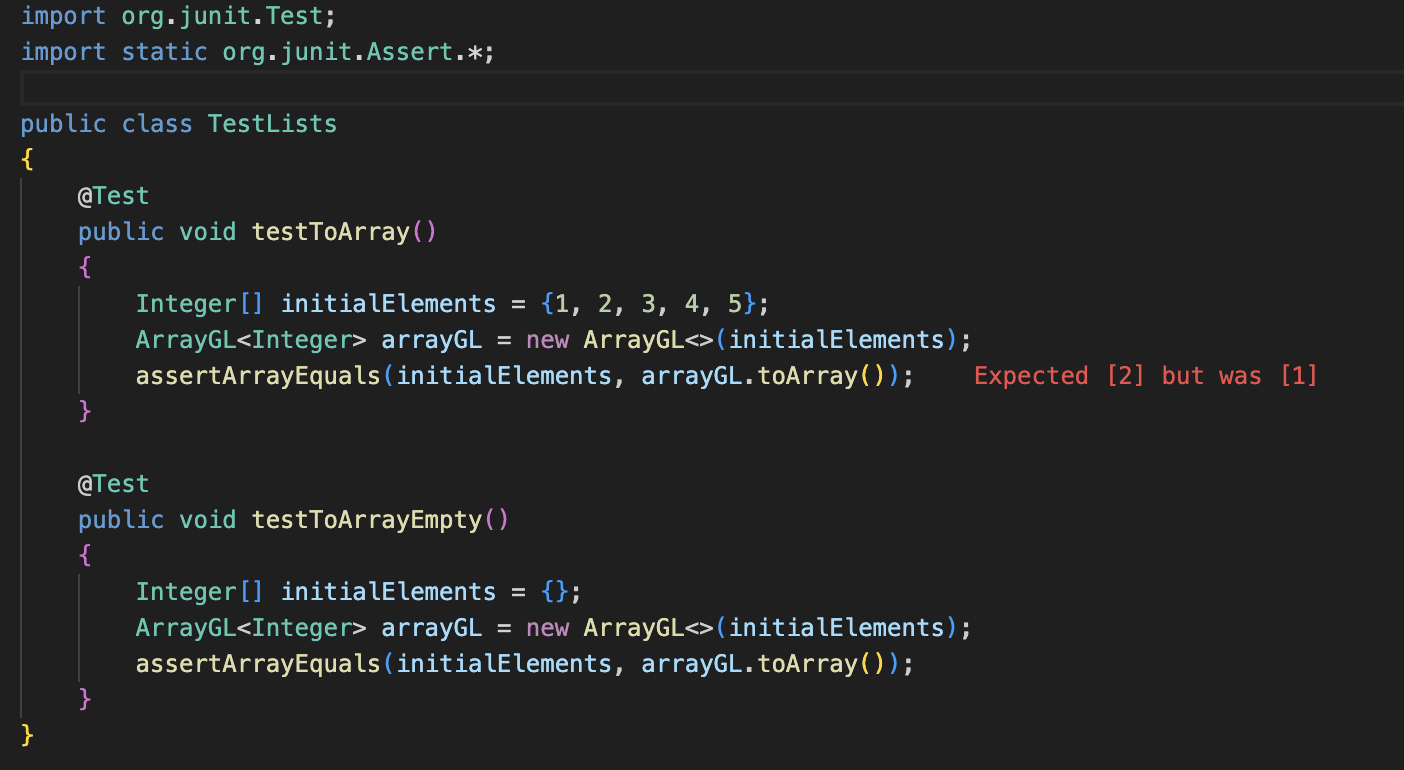 import org.junit.Test;
import static org.junit.Assert.*;

public class TestLists
{
    @Test
    public void testToArray()
    {
        Integer[] initialElements = {1, 2, 3, 4, 5};
        ArrayGL<Integer> arrayGL = new ArrayGL<>(initialElements);
        assertArrayEquals(initialElements, arrayGL.toArray());    Expected [2] but was [1]
    }

    @Test
    public void testToArrayEmpty()
    {
        Integer[] initialElements = {};
        ArrayGL<Integer> arrayGL = new ArrayGL<>(initialElements);
        assertArrayEquals(initialElements, arrayGL.toArray());
    }
}